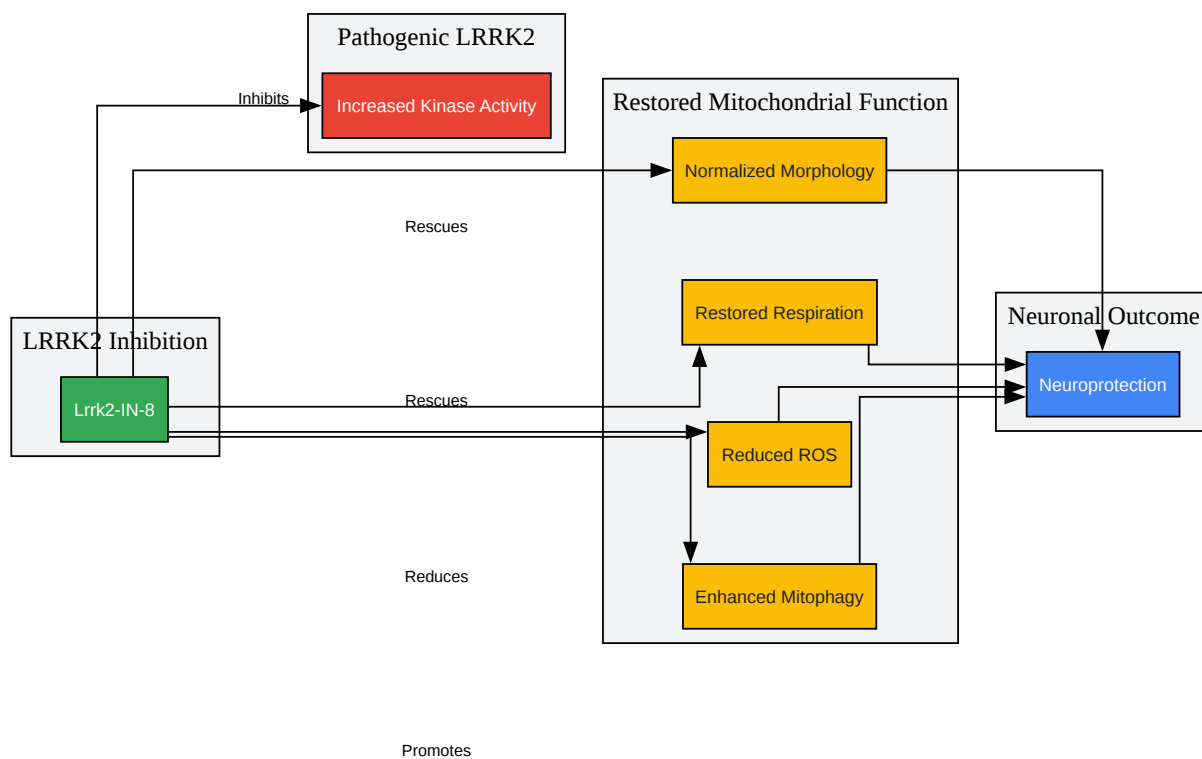 Pathogenic LRRK2
Inhibits
Increased Kinase Activity
Restored Mitochondrial Function
Normalized Morphology
Rescues
Restored Respiration
Neuronal Outcome
LRRK2 Inhibition
Neuroprotection
Lrrk2-IN-8
Rescues
Reduced ROS
Reduces
Enhanced Mitophagy
Promotes